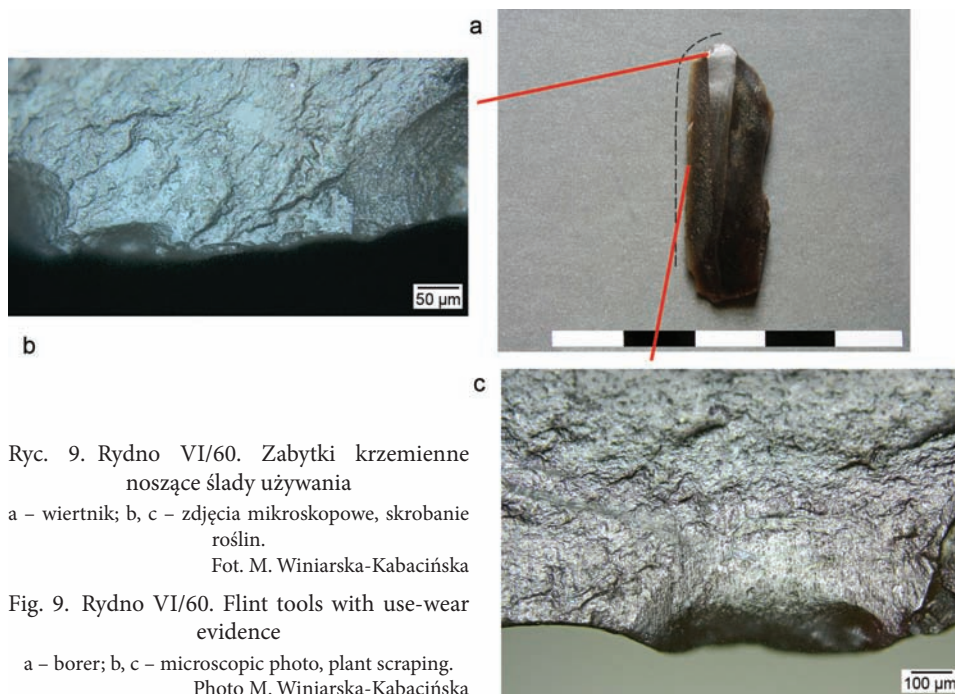 a
50 µm
b
c
Ryc. 9. Rydno VI/60. Zabytki krzemienne
noszące ślady używania
a – wiertnik; b, c – zdjęcia mikroskopowe, skrobanie
roślin.
Fot. M. Winiarska-Kabacińska
Fig. 9. Rydno VI/60. Flint tools with use-wear
evidence
a – borer; b, c – microscopic photo, plant scraping.
Photo M. Winiarska-Kabacińska
100 µm